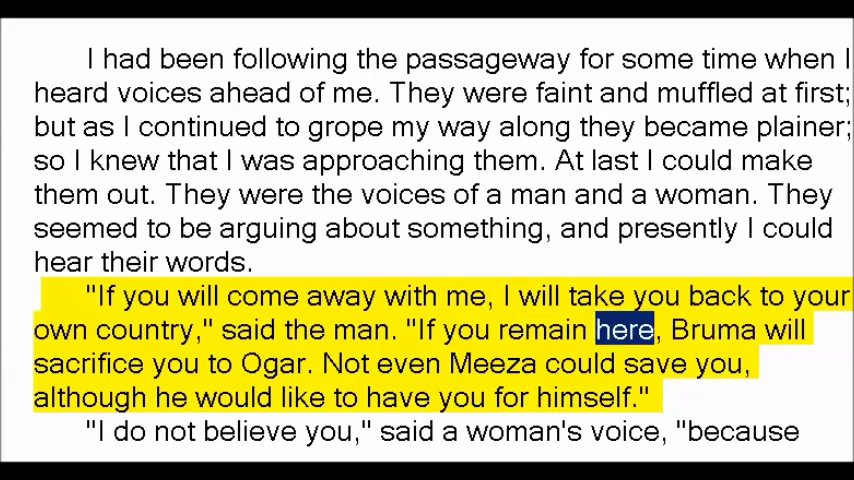 I had been following the passageway for some time when I
heard voices ahead of me. They were faint and muffled at first;
but as I continued to grope my way along they became plainer;
so I knew that I was approaching them. At last I could make
them out. They were the voices of a man and a woman. They
seemed to be arguing about something, and presently I could
hear their words.
"If you will come away with me, I will take you back to your
own country," said the man. "If you remain here, Bruma will
sacrifice you to Ogar. Not even Meeza could save you,
although he would like to have you for himself."
"I do not believe you," said a woman's voice, "because